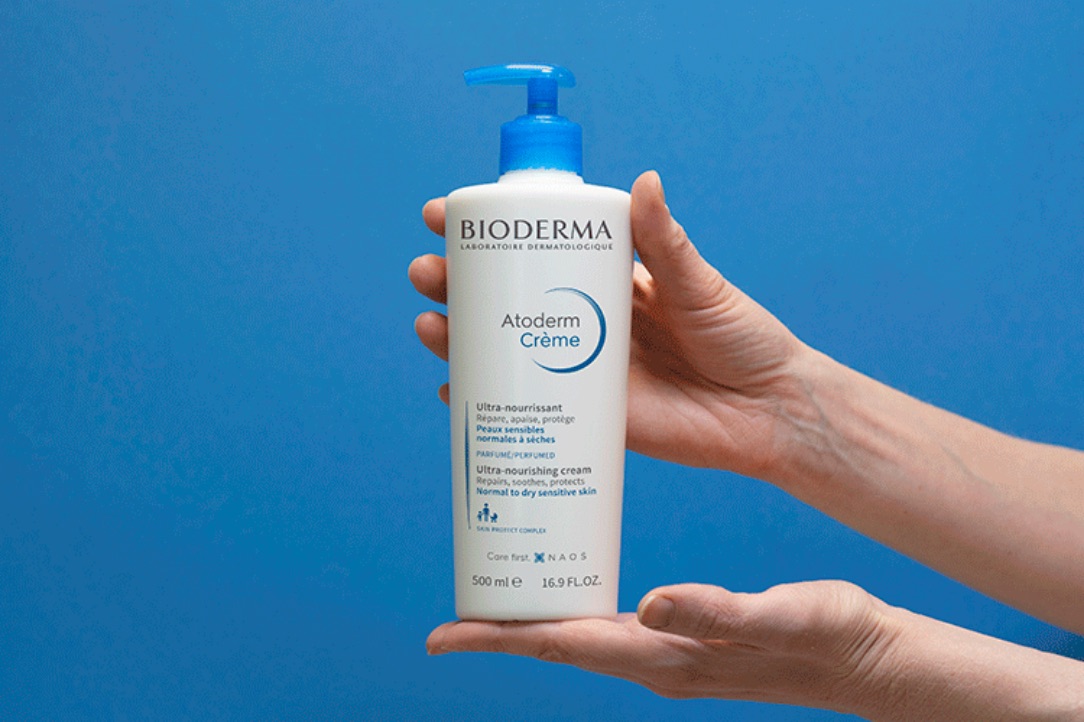 BIODERMA
LABORATOIRE DERMATOLOGIQUE
Atoderm
Crème
Ultra-nourrissant
Répare, apaise, protège
Peaux sensibles
normales à sèches
PARFUMÉ/PERFUMED
Ultra-nourishing cream
Repairs, soothes, protects
Normal to dry sensitive skin
SKIN PROTECT COMPLEX
Care first. NAOS
500 ml ℮ 16.9 FL.OZ.